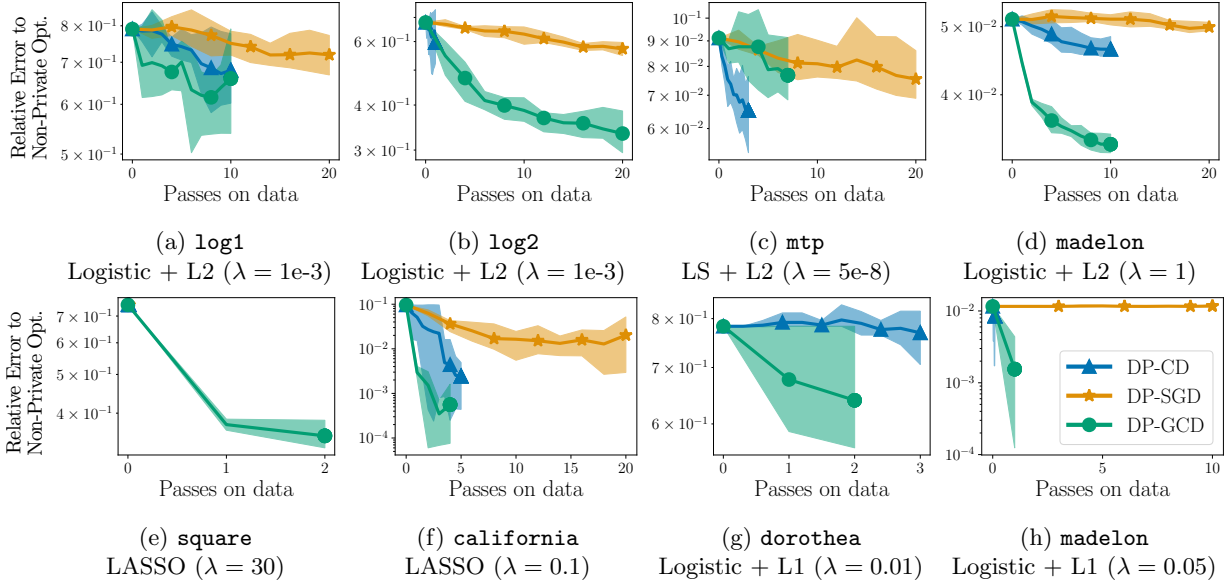 Relative Error to
Non-Private Opt.
8 × 10⁻¹
7 × 10⁻¹
6 × 10⁻¹
5 × 10⁻¹
0 10 20
Passes on data
(a) log1
Logistic + L2 (λ = 1e-3)
6 × 10⁻¹
4 × 10⁻¹
3 × 10⁻¹
0 10 20
Passes on data
(b) log2
Logistic + L2 (λ = 1e-3)
10⁻¹
9 × 10⁻²
8 × 10⁻²
7 × 10⁻²
6 × 10⁻²
0 10 20
Passes on data
(c) mtp
LS + L2 (λ = 5e-8)
5 × 10⁻²
4 × 10⁻²
0 10 20
Passes on data
(d) madelon
Logistic + L2 (λ = 1)
Relative Error to
Non-Private Opt.
7 × 10⁻¹
6 × 10⁻¹
5 × 10⁻¹
4 × 10⁻¹
0 1 2
Passes on data
(e) square
LASSO (λ = 30)
10⁻¹
10⁻²
10⁻³
10⁻⁴
0 5 10 15 20
Passes on data
(f) california
LASSO (λ = 0.1)
8 × 10⁻¹
7 × 10⁻¹
6 × 10⁻¹
0 1 2 3
Passes on data
(g) dorothea
Logistic + L1 (λ = 0.01)
10⁻²
10⁻³
10⁻⁴
DP-CD
DP-SGD
DP-GCD
0 5 10
Passes on data
(h) madelon
Logistic + L1 (λ = 0.05)